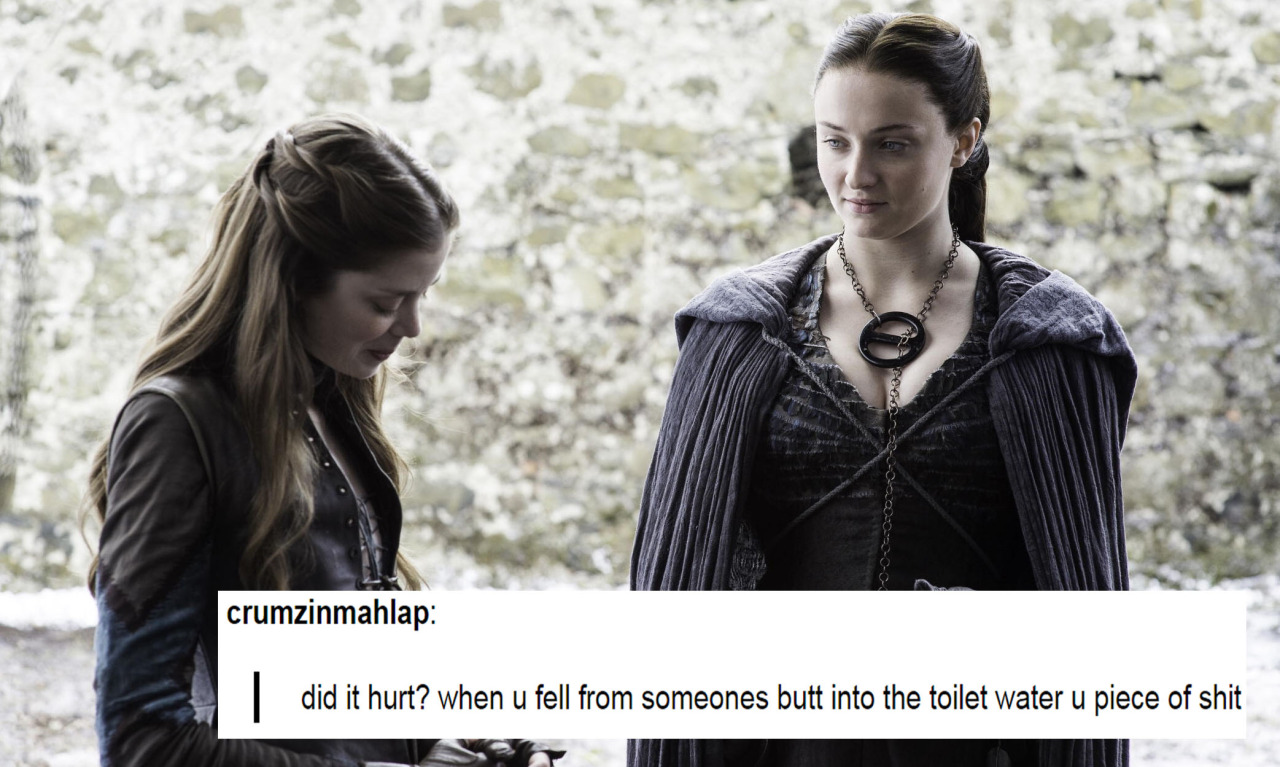 crumzinmahlap:
did it hurt? when u fell from someones butt into the toilet water u piece of shit